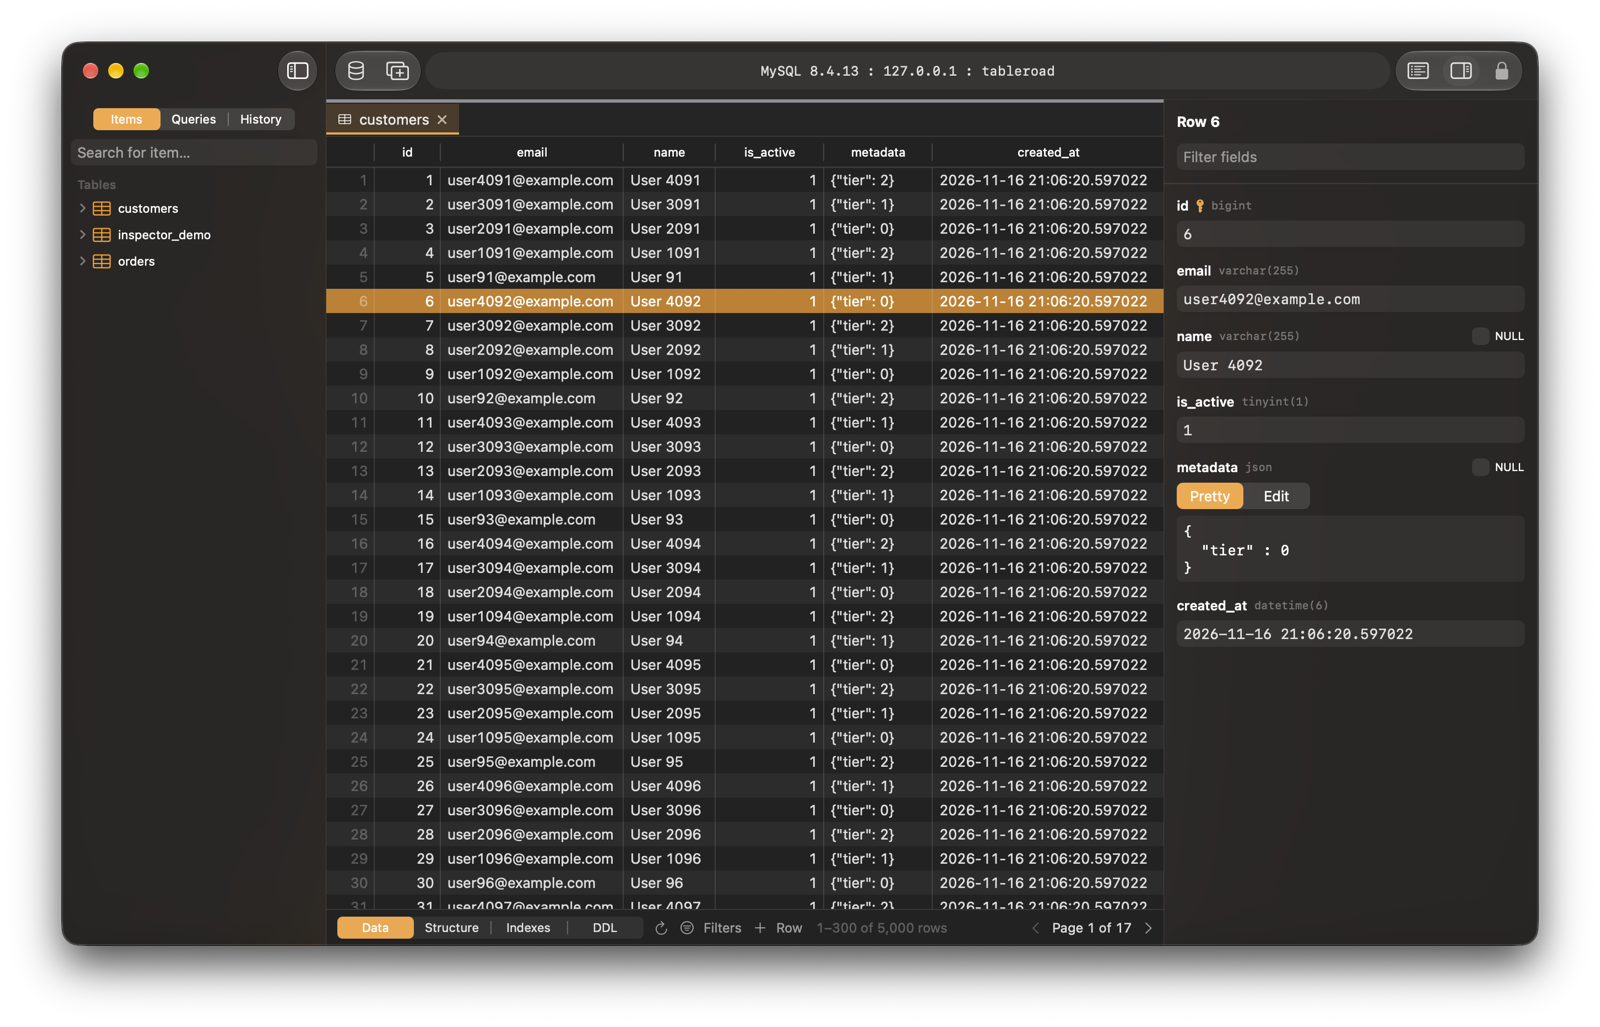 MySQL 8.4.13 : 127.0.0.1 : tableroad
Items Queries History
Search for item...
Tables
customers
inspector_demo
orders
customers
id email name is_active metadata created_at
1 1 user4091@example.com User 4091 1 {"tier": 2} 2026-11-16 21:06:20.597022
2 2 user3091@example.com User 3091 1 {"tier": 1} 2026-11-16 21:06:20.597022
3 3 user2091@example.com User 2091 1 {"tier": 0} 2026-11-16 21:06:20.597022
4 4 user1091@example.com User 1091 1 {"tier": 2} 2026-11-16 21:06:20.597022
5 5 user91@example.com User 91 1 {"tier": 1} 2026-11-16 21:06:20.597022
6 6 user4092@example.com User 4092 1 {"tier": 0} 2026-11-16 21:06:20.597022
7 7 user3092@example.com User 3092 1 {"tier": 2} 2026-11-16 21:06:20.597022
8 8 user2092@example.com User 2092 1 {"tier": 1} 2026-11-16 21:06:20.597022
9 9 user1092@example.com User 1092 1 {"tier": 0} 2026-11-16 21:06:20.597022
10 10 user92@example.com User 92 1 {"tier": 2} 2026-11-16 21:06:20.597022
11 11 user4093@example.com User 4093 1 {"tier": 1} 2026-11-16 21:06:20.597022
12 12 user3093@example.com User 3093 1 {"tier": 0} 2026-11-16 21:06:20.597022
13 13 user2093@example.com User 2093 1 {"tier": 2} 2026-11-16 21:06:20.597022
14 14 user1093@example.com User 1093 1 {"tier": 1} 2026-11-16 21:06:20.597022
15 15 user93@example.com User 93 1 {"tier": 0} 2026-11-16 21:06:20.597022
16 16 user4094@example.com User 4094 1 {"tier": 2} 2026-11-16 21:06:20.597022
17 17 user3094@example.com User 3094 1 {"tier": 1} 2026-11-16 21:06:20.597022
18 18 user2094@example.com User 2094 1 {"tier": 0} 2026-11-16 21:06:20.597022
19 19 user1094@example.com User 1094 1 {"tier": 2} 2026-11-16 21:06:20.597022
20 20 user94@example.com User 94 1 {"tier": 1} 2026-11-16 21:06:20.597022
21 21 user4095@example.com User 4095 1 {"tier": 0} 2026-11-16 21:06:20.597022
22 22 user3095@example.com User 3095 1 {"tier": 2} 2026-11-16 21:06:20.597022
23 23 user2095@example.com User 2095 1 {"tier": 1} 2026-11-16 21:06:20.597022
24 24 user1095@example.com User 1095 1 {"tier": 0} 2026-11-16 21:06:20.597022
25 25 user95@example.com User 95 1 {"tier": 2} 2026-11-16 21:06:20.597022
26 26 user4096@example.com User 4096 1 {"tier": 1} 2026-11-16 21:06:20.597022
27 27 user3096@example.com User 3096 1 {"tier": 0} 2026-11-16 21:06:20.597022
28 28 user2096@example.com User 2096 1 {"tier": 2} 2026-11-16 21:06:20.597022
29 29 user1096@example.com User 1096 1 {"tier": 1} 2026-11-16 21:06:20.597022
30 30 user96@example.com User 96 1 {"tier": 0} 2026-11-16 21:06:20.597022
31 31 user4097@example.com User 4097 1 {"tier": 2} 2026-11-16 21:06:20.597022
Data Structure Indexes DDL Filters + Row 1–300 of 5,000 rows Page 1 of 17
Row 6
Filter fields
id bigint
6
email varchar(255)
user4092@example.com
name varchar(255) NULL
User 4092
is_active tinyint(1)
1
metadata json NULL
Pretty Edit
{
"tier" : 0
}
created_at datetime(6)
2026-11-16 21:06:20.597022